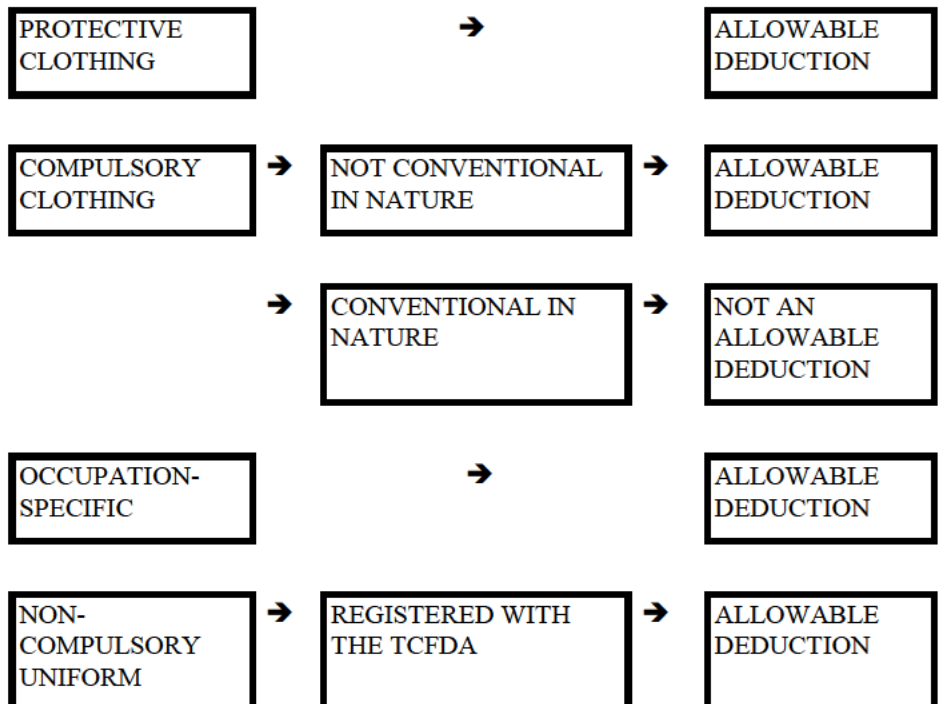 PROTECTIVE
CLOTHING
➔
ALLOWABLE
DEDUCTION
COMPULSORY
CLOTHING
➔
NOT CONVENTIONAL
IN NATURE
➔
ALLOWABLE
DEDUCTION
➔
CONVENTIONAL IN
NATURE
➔
NOT AN
ALLOWABLE
DEDUCTION
OCCUPATION-
SPECIFIC
➔
ALLOWABLE
DEDUCTION
NON-
COMPULSORY
UNIFORM
➔
REGISTERED WITH
THE TCFDA
➔
ALLOWABLE
DEDUCTION